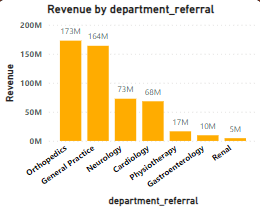 Revenue by department_referral
Revenue
200M
150M
100M
50M
0M
173M
164M
73M
68M
17M
10M
5M
Orthopedics
General Practice
Neurology
Cardiology
Physiotherapy
Gastroenterology
Renal
department_referral